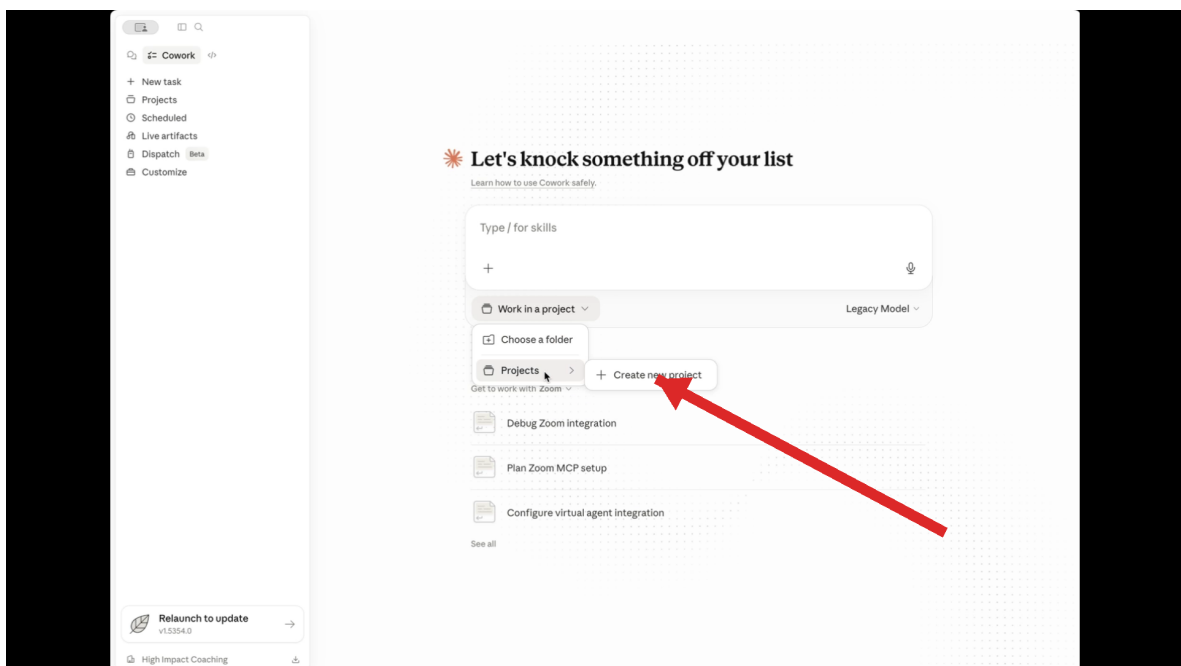 Cowork
New task
Projects
Scheduled
Live artifacts
Dispatch Beta
Customize
Let's knock something off your list
Learn how to use Cowork safely.
Type / for skills
Work in a project
Legacy Model
Choose a folder
Projects
Create new project
Get to work with Zoom
Debug Zoom integration
Plan Zoom MCP setup
Configure virtual agent integration
See all
Relaunch to update
v1.5354.0
High Impact Coaching